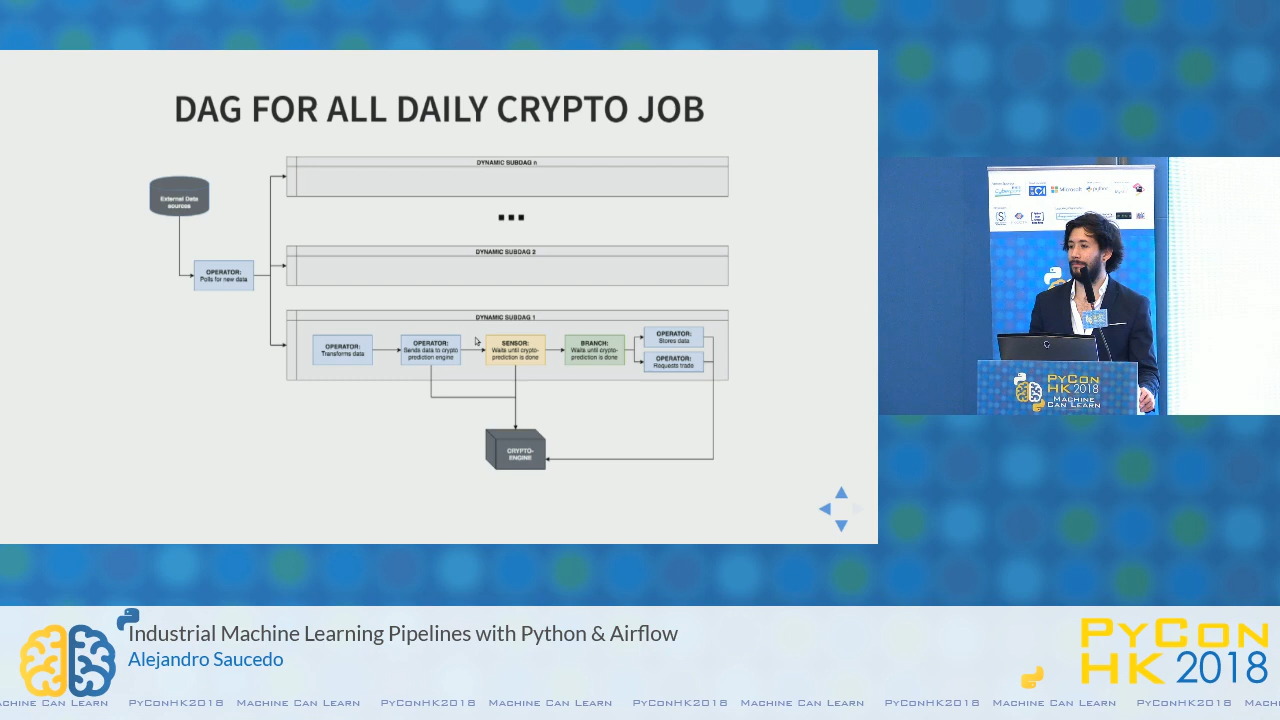 DAG FOR ALL DAILY CRYPTO JOB
DYNAMIC SUBDAG n
External Data
sources
DYNAMIC SUBDAG 2
OPERATOR:
Polls for new data
DYNAMIC SUBDAG 1
OPERATOR:
Transforms data
OPERATOR:
Sends data to crypto
prediction engine
SENSOR:
Waits until crypto-
prediction is done
BRANCH:
Waits until crypto-
prediction is done
OPERATOR:
Stores data
OPERATOR:
Requests trade
CRYPTO-
ENGINE
Microsoft
PYCON
HK 2018
MACHINE
CAN LEARN
Industrial Machine Learning Pipelines with Python & Airflow
Alejandro Saucedo
PYCON
HK 2018
ACHINE CAN LEARN PYCONHK2018 MACHINE CAN LEARN PYCONHK2018 MACHINE CAN LEARN PYCONHK2018 MACHINE CAN LEARN PYCONHK2018 MACHINE CAN LEARN PYCONHK2018 MACH